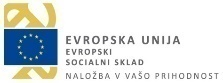 EVROPSKA UNIJA
EVROPSKI
SOCIALNI SKLAD
NALOŽBA V VAŠO PRIHODNOST